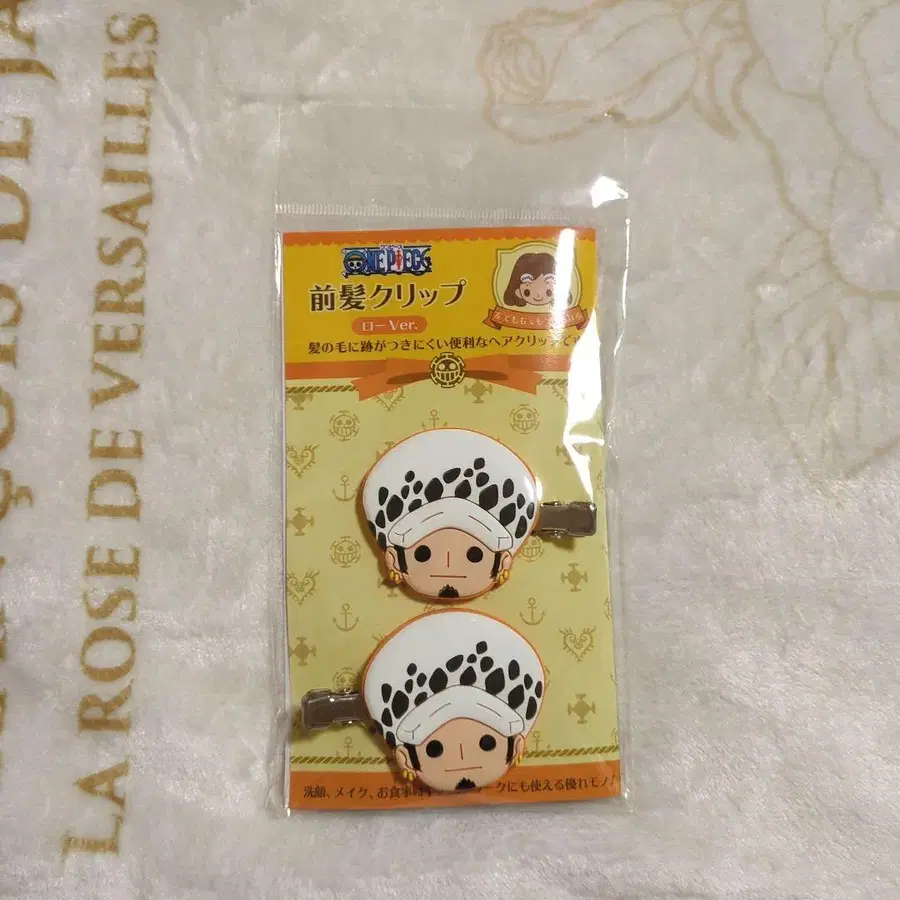 ONE PIECE
前髪クリップ
ローVer.
髪の毛に跡がつきにくい便利なヘアクリップです
洗顔、メイク、お食事時
クにも使える優れモノ!
LA ROSE DE VERSAILLES